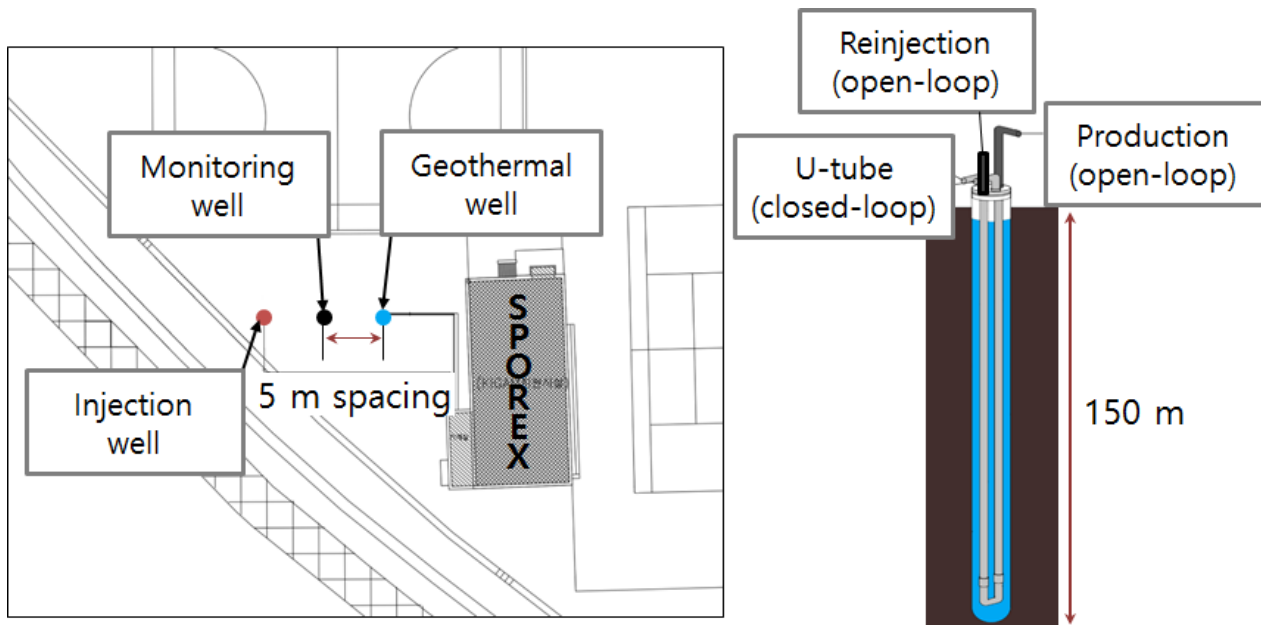 Monitoring
well
Geothermal
well
Injection
well
5 m spacing
SPOREX
Reinjection
(open-loop)
U-tube
(closed-loop)
Production
(open-loop)
150 m